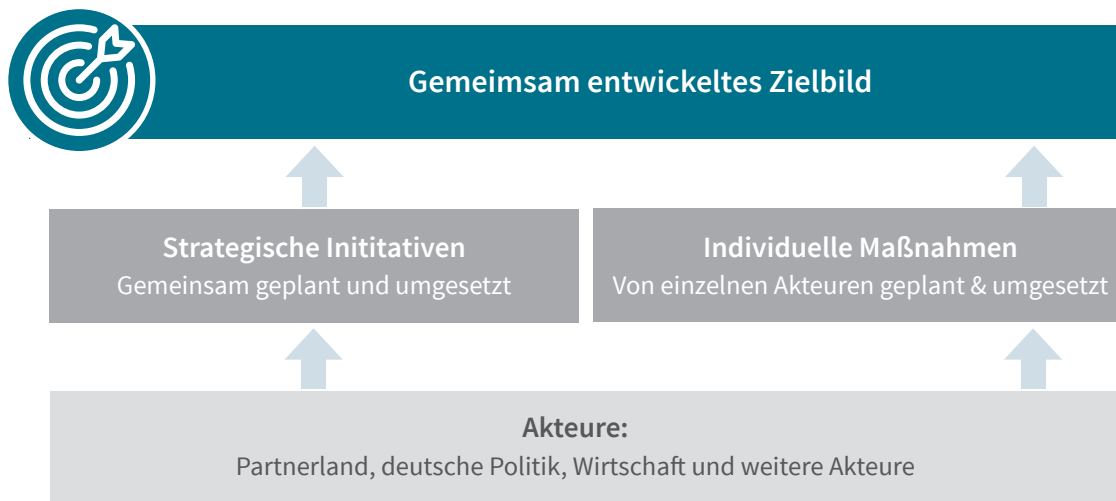 Gemeimsam entwickeltes Zielbild
Strategische Inititativen
Gemeinsam geplant und umgesetzt
Individuelle Maßnahmen
Von einzelnen Akteuren geplant & umgesetzt
Akteure:
Partnerland, deutsche Politik, Wirtschaft und weitere Akteure